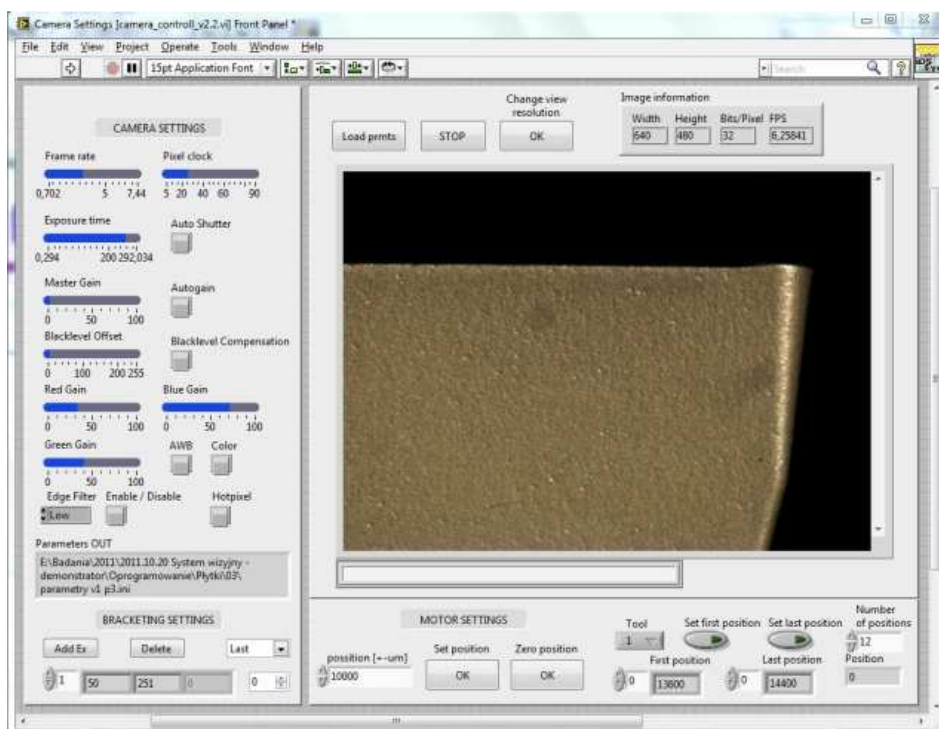 Camera Settings [camera_controll_v2.2.vi] Front Panel *
File Edit View Project Operate Tools Window Help
15pt Application Font
Search
CAMERA SETTINGS
Frame rate Pixel clock
0,702 5 7,44 5 20 40 60 90
Exposure time
Auto Shutter
0,294 200 292,034
Master Gain
Autogain
0 50 100
Blacklevel Offset
Blacklevel Compensation
0 100 200 255
Red Gain Blue Gain
0 50 100 0 50 100
Green Gain AWB Color
0 50 100
Edge Filter Enable / Disable Hotpixel
Low
Parameters OUT
E:\Badania\2011\2011.10.20 System wizyjny -
demonstrator\Oprogramowanie\Płytki\03\
parametry v1 p3.ini
BRACKETING SETTINGS
Add Ex Delete Last
1 50 251 0 0
Change view
resolution
Load prmts STOP OK
Image information
Width Height Bits/Pixel FPS
640 480 32 6,25841
MOTOR SETTINGS
possition [+-um] Set position Zero position
10000 OK OK
Tool Set first position Set last position Number
of positions
1 12
First position Last position Position
0 13600 0 14400 0